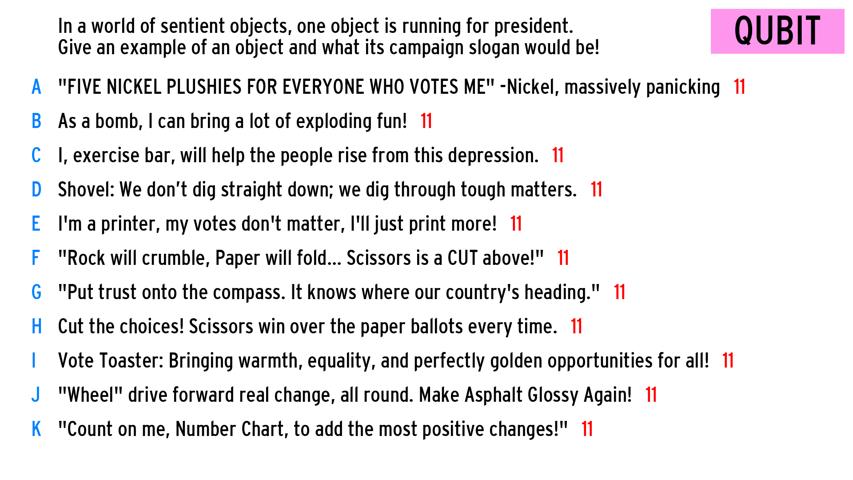 In a world of sentient objects, one object is running for president.
Give an example of an object and what its campaign slogan would be!
QUBIT
A "FIVE NICKEL PLUSHIES FOR EVERYONE WHO VOTES ME" -Nickel, massively panicking 11
B As a bomb, I can bring a lot of exploding fun! 11
C I, exercise bar, will help the people rise from this depression. 11
D Shovel: We don't dig straight down; we dig through tough matters. 11
E I'm a printer, my votes don't matter, I'll just print more! 11
F "Rock will crumble, Paper will fold... Scissors is a CUT above!" 11
G "Put trust onto the compass. It knows where our country's heading." 11
H Cut the choices! Scissors win over the paper ballots every time. 11
I Vote Toaster: Bringing warmth, equality, and perfectly golden opportunities for all! 11
J "Wheel" drive forward real change, all round. Make Asphalt Glossy Again! 11
K "Count on me, Number Chart, to add the most positive changes!" 11